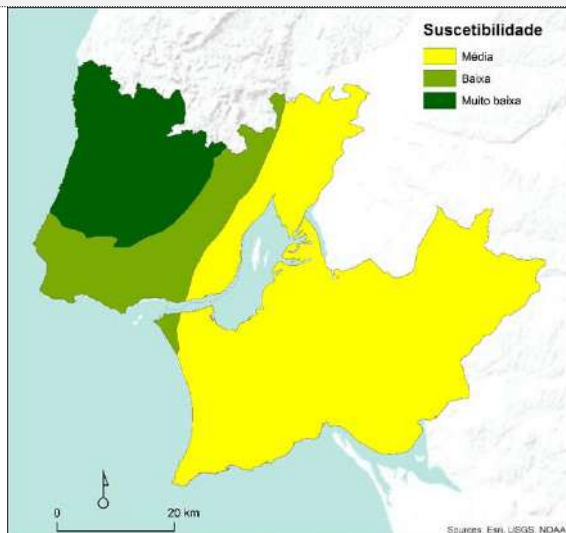 Suscetibilidade
Média
Baixa
Muito baixa
0 20 km
Sources: Esri, USGS, NOAA